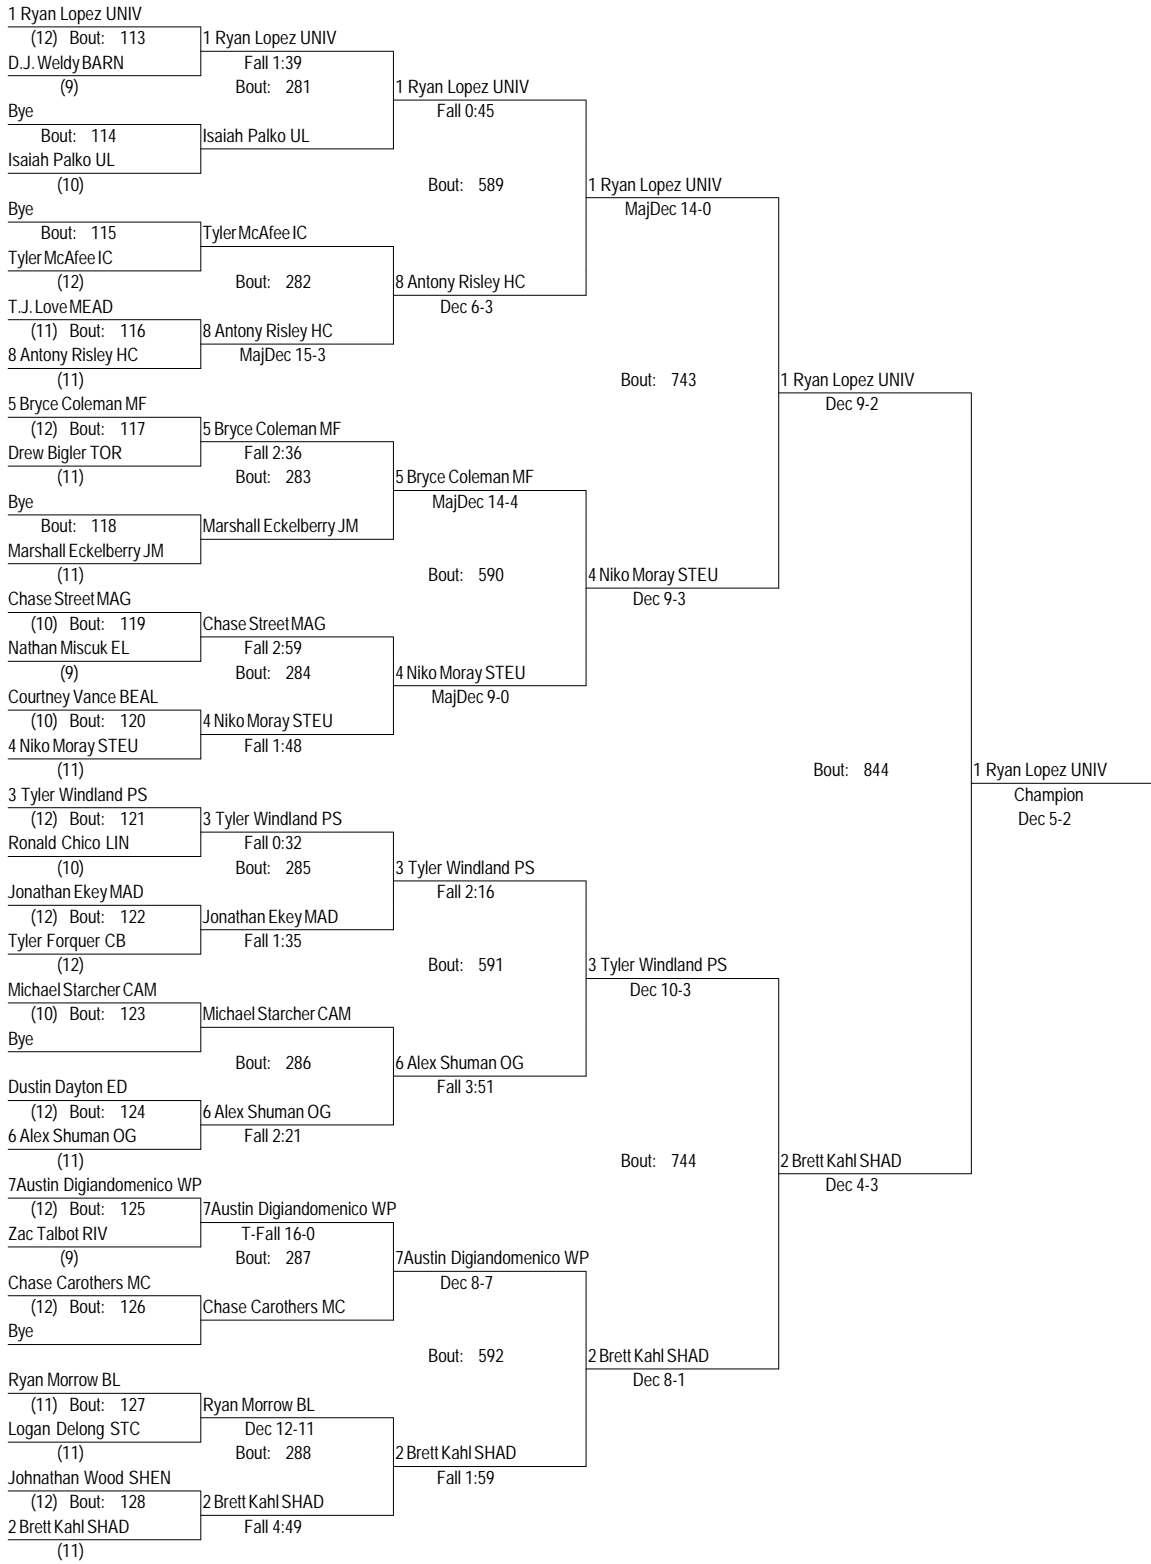 1 Ryan Lopez UNIV
(12) Bout: 113
1 Ryan Lopez UNIV
D.J. Weldy BARN
Fall 1:39
(9)
Bout: 281
1 Ryan Lopez UNIV
Bye
Fall 0:45
Bout: 114
Isaiah Palko UL
Isaiah Palko UL
(10)
Bout: 589
1 Ryan Lopez UNIV
Bye
MajDec 14-0
Bout: 115
Tyler McAfee IC
Tyler McAfee IC
(12)
Bout: 282
8 Antony Risley HC
T.J. Love MEAD
Dec 6-3
(11) Bout: 116
8 Antony Risley HC
8 Antony Risley HC
MajDec 15-3
(11)
Bout: 743
1 Ryan Lopez UNIV
5 Bryce Coleman MF
Dec 9-2
(12) Bout: 117
5 Bryce Coleman MF
Drew Bigler TOR
Fall 2:36
(11)
Bout: 283
5 Bryce Coleman MF
Bye
MajDec 14-4
Bout: 118
Marshall Eckelberry JM
Marshall Eckelberry JM
(11)
Bout: 590
4 Niko Moray STEU
Chase Street MAG
Dec 9-3
(10) Bout: 119
Chase Street MAG
Nathan Miscuk EL
Fall 2:59
(9)
Bout: 284
4 Niko Moray STEU
Courtney Vance BEAL
MajDec 9-0
(10) Bout: 120
4 Niko Moray STEU
4 Niko Moray STEU
Fall 1:48
(11)
Bout: 844
1 Ryan Lopez UNIV
3 Tyler Windland PS
Champion
(12) Bout: 121
3 Tyler Windland PS
Dec 5-2
Ronald Chico LIN
Fall 0:32
(10)
Bout: 285
3 Tyler Windland PS
Jonathan Ekey MAD
Fall 2:16
(12) Bout: 122
Jonathan Ekey MAD
Tyler Forquer CB
Fall 1:35
(12)
Bout: 591
3 Tyler Windland PS
Michael Starcher CAM
Dec 10-3
(10) Bout: 123
Michael Starcher CAM
Bye
Bout: 286
6 Alex Shuman OG
Dustin Dayton ED
Fall 3:51
(12) Bout: 124
6 Alex Shuman OG
6 Alex Shuman OG
Fall 2:21
(11)
Bout: 744
2 Brett Kahl SHAD
7Austin Digiandomenico WP
Dec 4-3
(12) Bout: 125
7Austin Digiandomenico WP
Zac Talbot RIV
T-Fall 16-0
(9)
Bout: 287
7Austin Digiandomenico WP
Chase Carothers MC
Dec 8-7
(12) Bout: 126
Chase Carothers MC
Bye
Bout: 592
2 Brett Kahl SHAD
Ryan Morrow BL
Dec 8-1
(11) Bout: 127
Ryan Morrow BL
Logan Delong STC
Dec 12-11
(11)
Bout: 288
2 Brett Kahl SHAD
Johnathan Wood SHEN
Fall 1:59
(12) Bout: 128
2 Brett Kahl SHAD
2 Brett Kahl SHAD
Fall 4:49
(11)